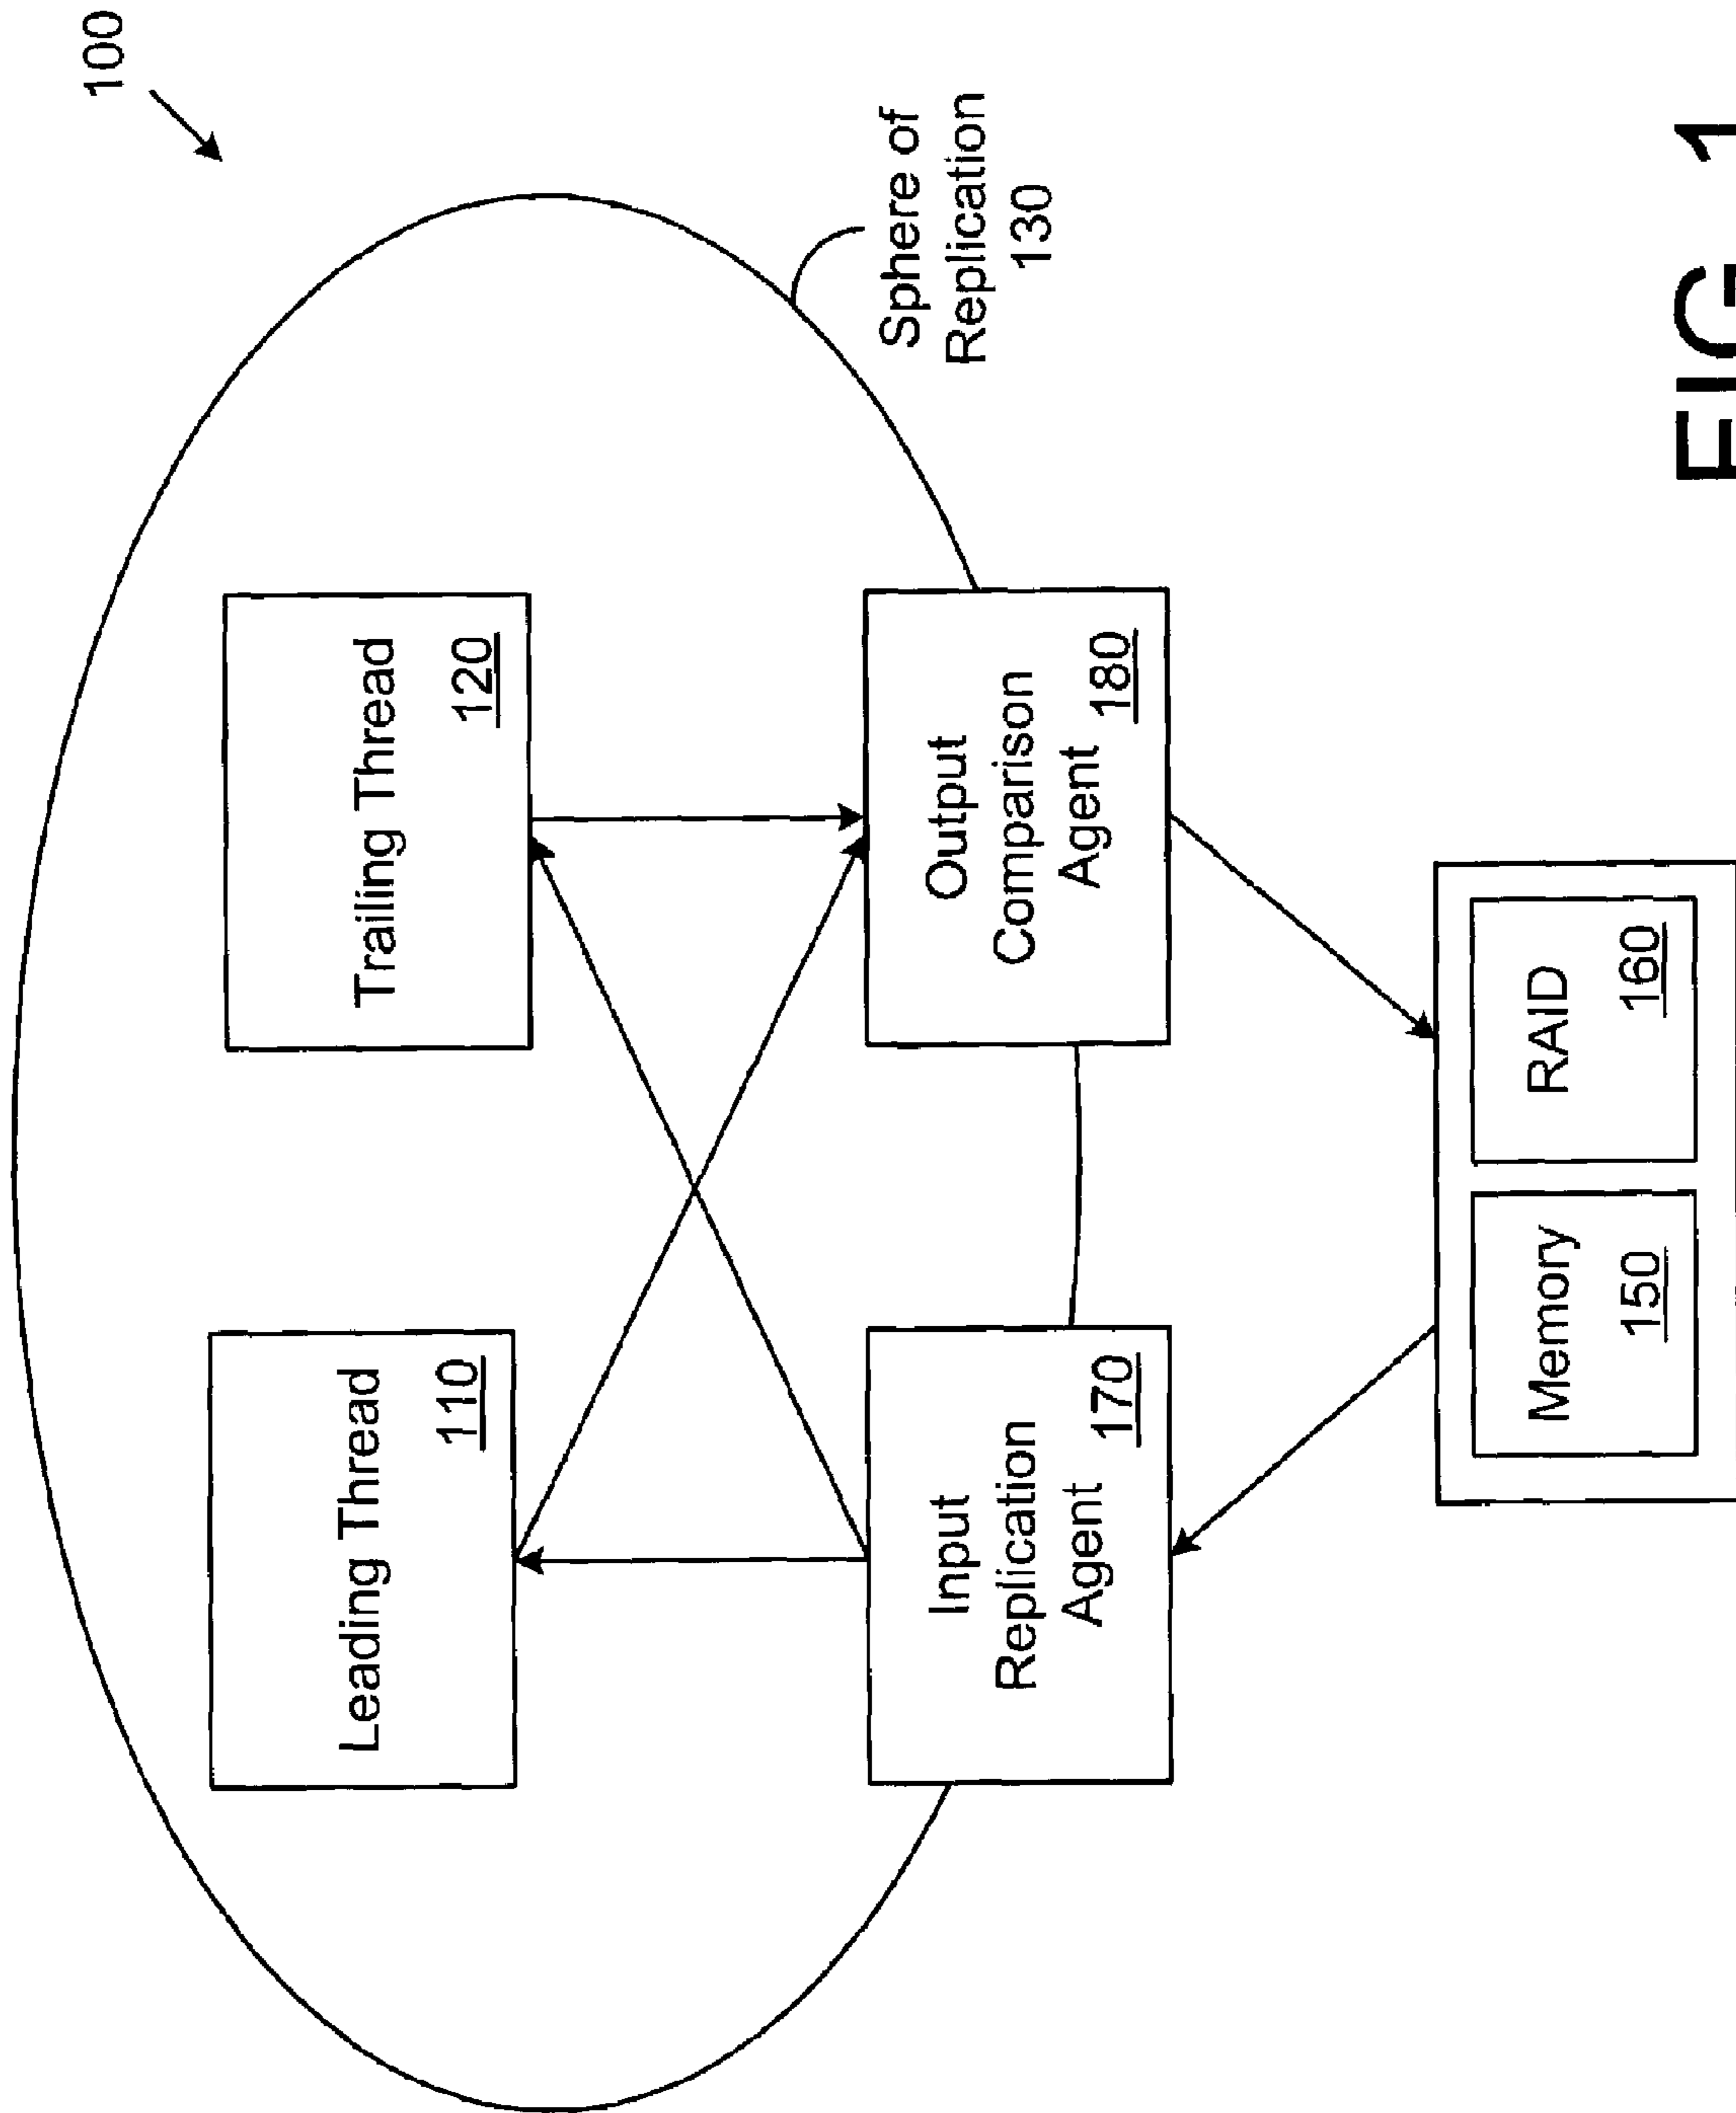 100
Leading Thread
110
Trailing Thread
120
Sphere of
Replication
130
Input
Replication
Agent
170
Output
Comparison
Agent
180
Memory
150
RAID
160
FIG. 1